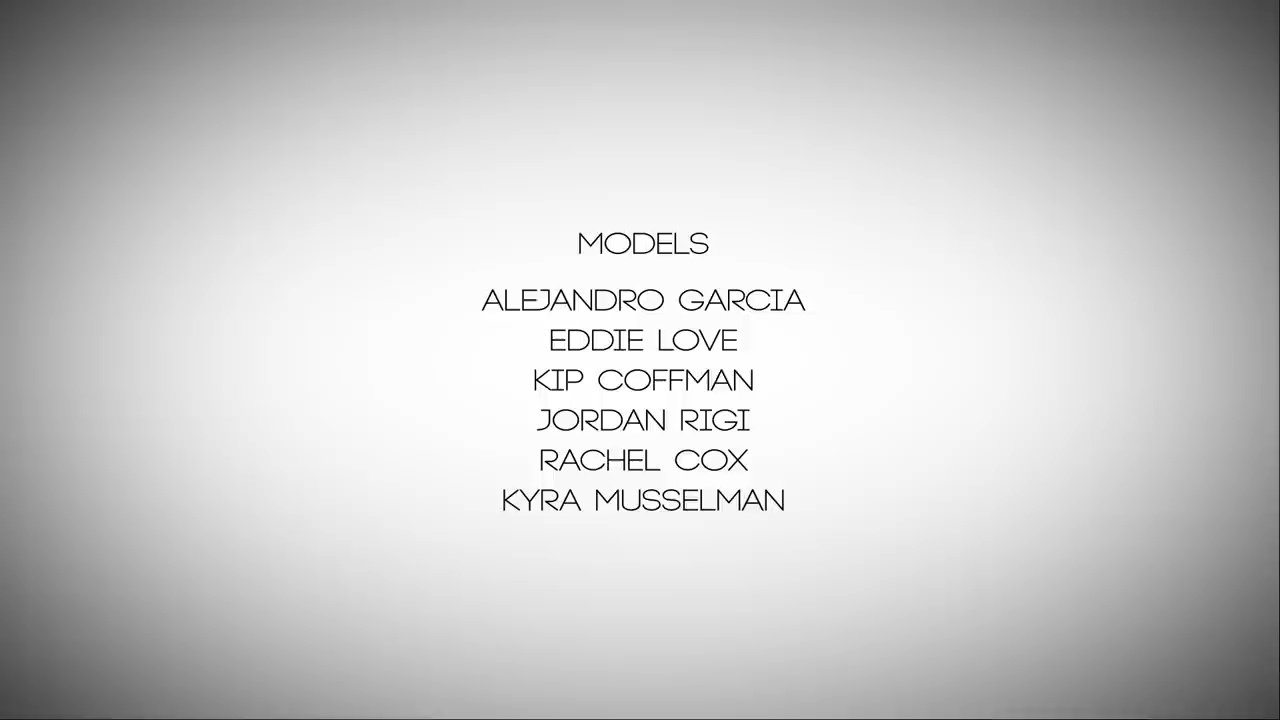 MODELS
ALEJANDRO GARCIA
EDDIE LOVE
KIP COFFMAN
JORDAN RIGI
RACHEL COX
KYRA MUSSELMAN